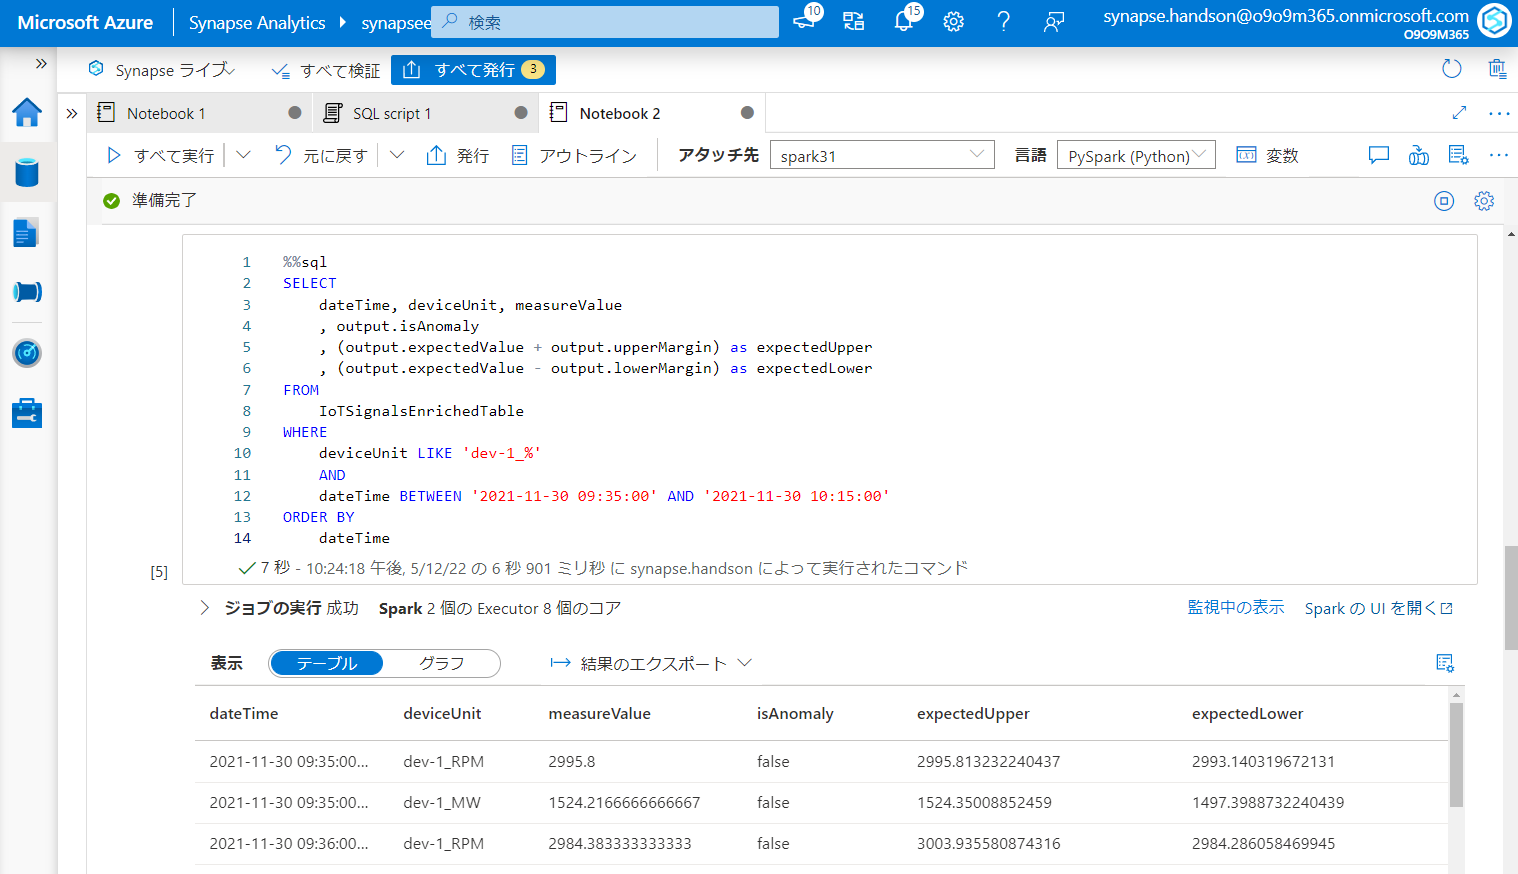 Microsoft Azure
Synapse Analytics
synapsee
検索
10
15
synapse.handson@o9o9m365.onmicrosoft.com
O9O9M365
Synapse ライブ
すべて検証
すべて発行
3
Notebook 1
SQL script 1
Notebook 2
すべて実行
元に戻す
発行
アウトライン
アタッチ先
spark31
言語
PySpark (Python)
変数
準備完了
1 %%sql
2 SELECT
3 dateTime, deviceUnit, measureValue
4 , output.isAnomaly
5 , (output.expectedValue + output.upperMargin) as expectedUpper
6 , (output.expectedValue - output.lowerMargin) as expectedLower
7 FROM
8 IoTSignalsEnrichedTable
9 WHERE
10 deviceUnit LIKE 'dev-1_%'
11 AND
12 dateTime BETWEEN '2021-11-30 09:35:00' AND '2021-11-30 10:15:00'
13 ORDER BY
14 dateTime
[5]
7 秒 - 10:24:18 午後, 5/12/22 の 6 秒 901 ミリ秒 に synapse.handson によって実行されたコマンド
ジョブの実行 成功 Spark 2 個の Executor 8 個のコア
監視中の表示
Spark の UI を開く
表示
テーブル
グラフ
結果のエクスポート
dateTime deviceUnit measureValue isAnomaly expectedUpper expectedLower
2021-11-30 09:35:00... dev-1_RPM 2995.8 false 2995.813232240437 2993.140319672131
2021-11-30 09:35:00... dev-1_MW 1524.2166666666667 false 1524.35008852459 1497.3988732240439
2021-11-30 09:36:00... dev-1_RPM 2984.383333333333 false 3003.935580874316 2984.286058469945